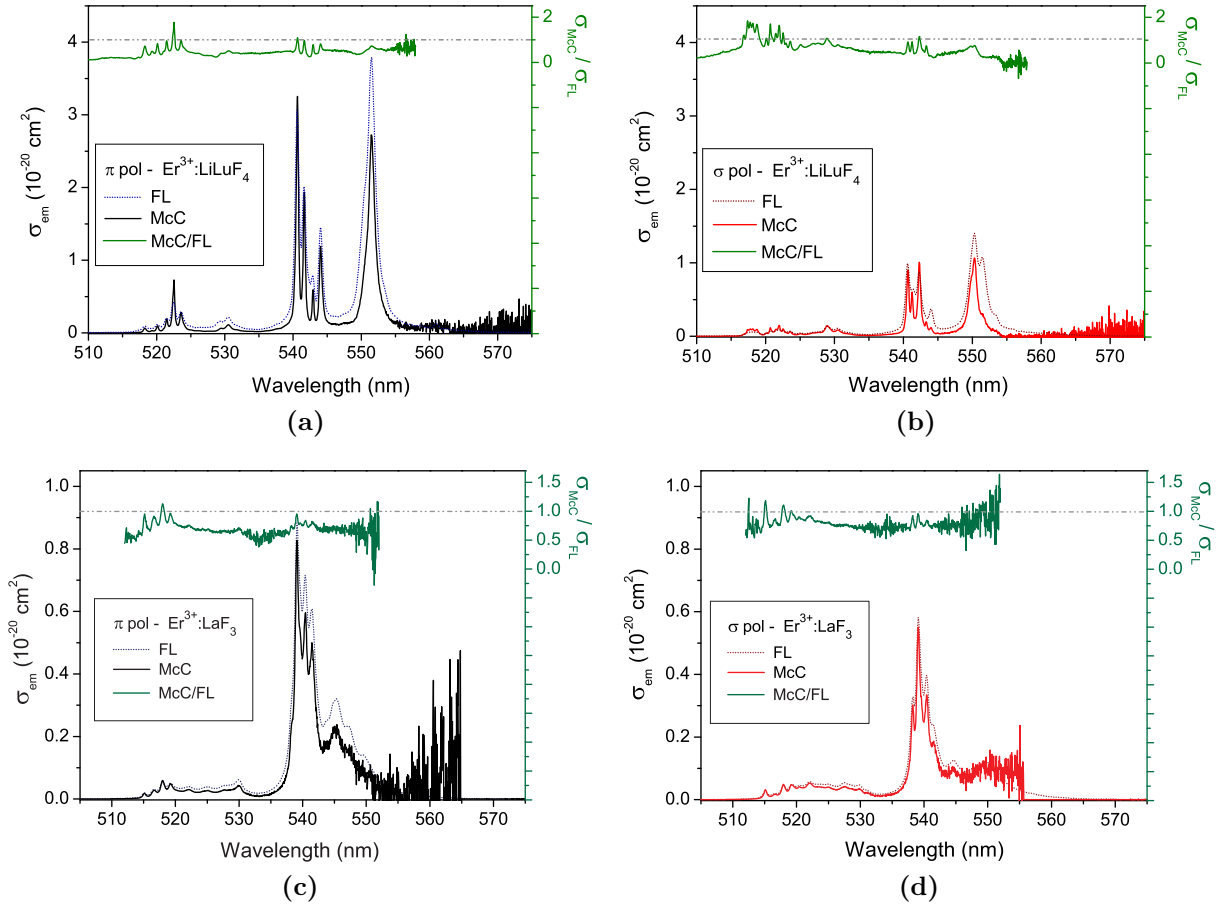 4
3
2
1
0
σem (10-20 cm2)
2
1
0
σMcC / σFL
π pol - Er3+:LiLuF4
FL
McC
McC/FL
510 520 530 540 550 560 570
Wavelength (nm)
(a)
4
3
2
1
0
σem (10-20 cm2)
2
1
0
σMcC / σFL
σ pol - Er3+:LiLuF4
FL
McC
McC/FL
510 520 530 540 550 560 570
Wavelength (nm)
(b)
1.0
0.8
0.6
0.4
0.2
0.0
σem (10-20 cm2)
1.5
1.0
0.5
0.0
σMcC / σFL
π pol - Er3+:LaF3
FL
McC
McC/FL
510 520 530 540 550 560 570
Wavelength (nm)
(c)
1.0
0.8
0.6
0.4
0.2
0.0
σem (10-20 cm2)
1.5
1.0
0.5
0.0
σMcC / σFL
σ pol - Er3+:LaF3
FL
McC
McC/FL
510 520 530 540 550 560 570
Wavelength (nm)
(d)